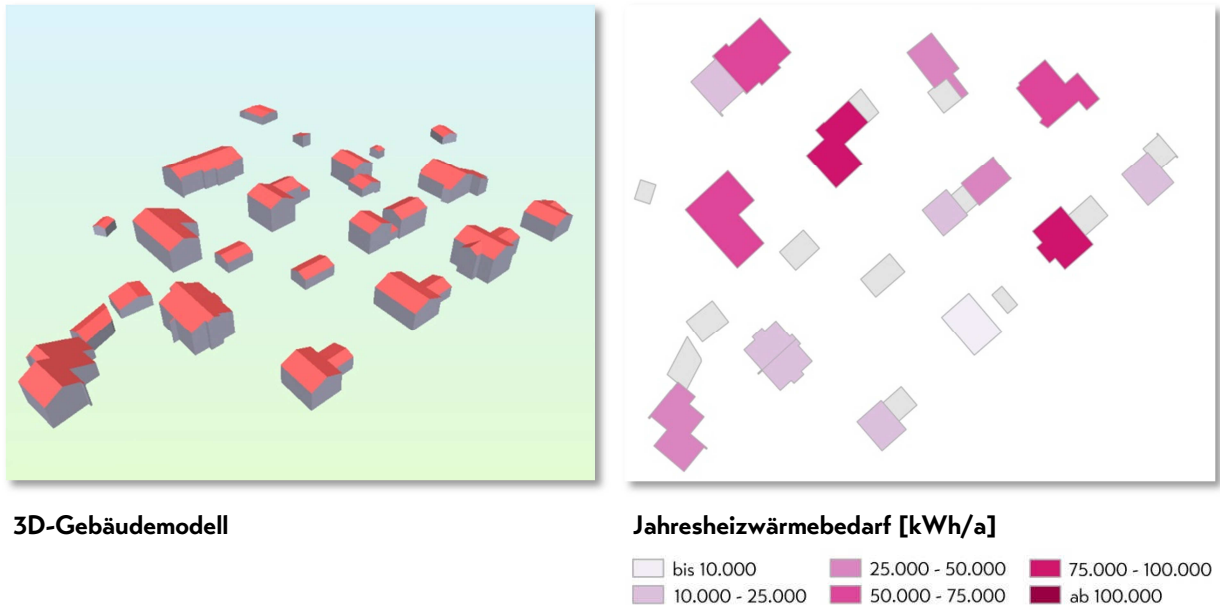 3D-Gebäudemodell
Jahresheizwärmebedarf [kWh/a]
bis 10.000
25.000 - 50.000
75.000 - 100.000
10.000 - 25.000
50.000 - 75.000
ab 100.000